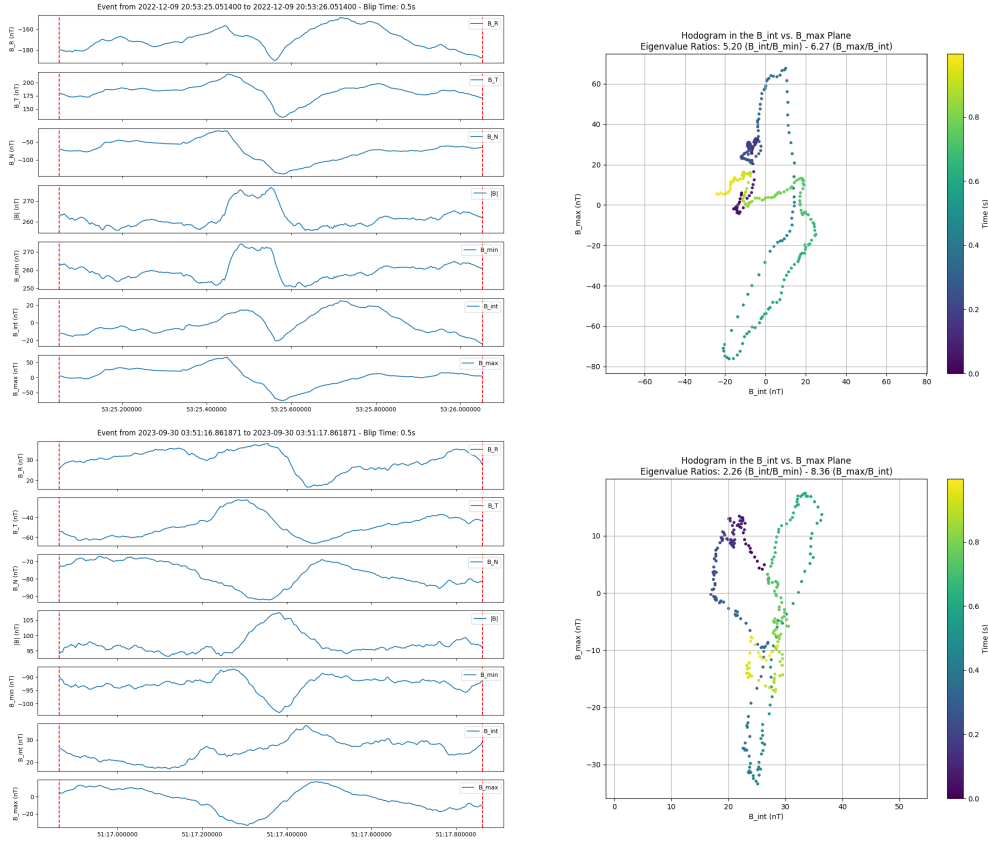 Event from 2022-12-09 20:53:25.051400 to 2022-12-09 20:53:26.051400 - Blip Time: 0.5s
B_R (nT)
−160
−180
B_R
B_T (nT)
200
175
150
B_T
B_N (nT)
−50
−100
B_N
|B| (nT)
270
260
|B|
B_min (nT)
270
260
250
B_min
B_int (nT)
20
0
−20
B_int
B_max (nT)
50
0
−50
B_max
53:25.200000
53:25.400000
53:25.600000
53:25.800000
53:26.000000
Hodogram in the B_int vs. B_max Plane
Eigenvalue Ratios: 5.20 (B_int/B_min) - 6.27 (B_max/B_int)
B_max (nT)
60
40
20
0
−20
−40
−60
−80
−60
−40
−20
0
20
40
60
80
B_int (nT)
0.8
0.6
0.4
0.2
0.0
Time (s)
Event from 2023-09-30 03:51:16.861871 to 2023-09-30 03:51:17.861871 - Blip Time: 0.5s
B_R (nT)
30
20
B_R
B_T (nT)
−40
−60
B_T
B_N (nT)
−70
−80
−90
B_N
|B| (nT)
105
100
95
|B|
B_min (nT)
−90
−95
−100
B_min
B_int (nT)
30
20
B_int
B_max (nT)
0
−20
B_max
51:17.000000
51:17.200000
51:17.400000
51:17.600000
51:17.800000
Hodogram in the B_int vs. B_max Plane
Eigenvalue Ratios: 2.26 (B_int/B_min) - 8.36 (B_max/B_int)
B_max (nT)
10
0
−10
−20
−30
0
10
20
30
40
50
B_int (nT)
0.8
0.6
0.4
0.2
0.0
Time (s)